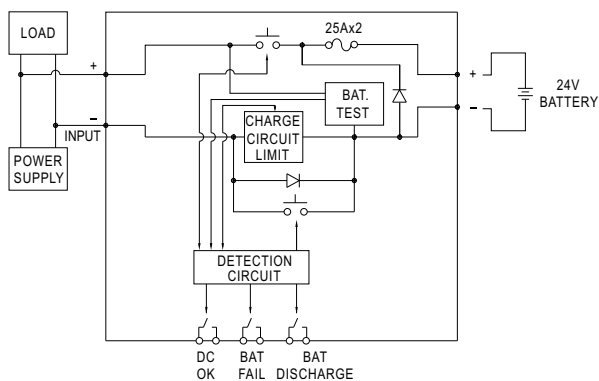 LOAD
25Ax2
+
+
24V
BATTERY
BAT.
TEST
−
−
INPUT
CHARGE
CIRCUIT
LIMIT
POWER
SUPPLY
DETECTION
CIRCUIT
DC
OK
BAT
FAIL
BAT
DISCHARGE